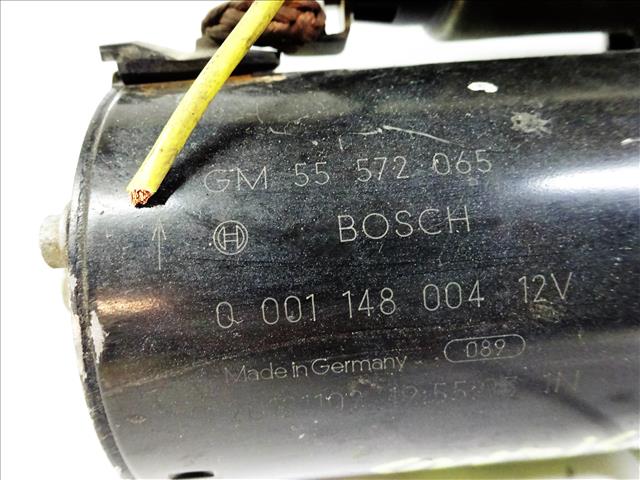 GM 55 572 065
BOSCH
0 001 148 004 12V
Made in Germany 089